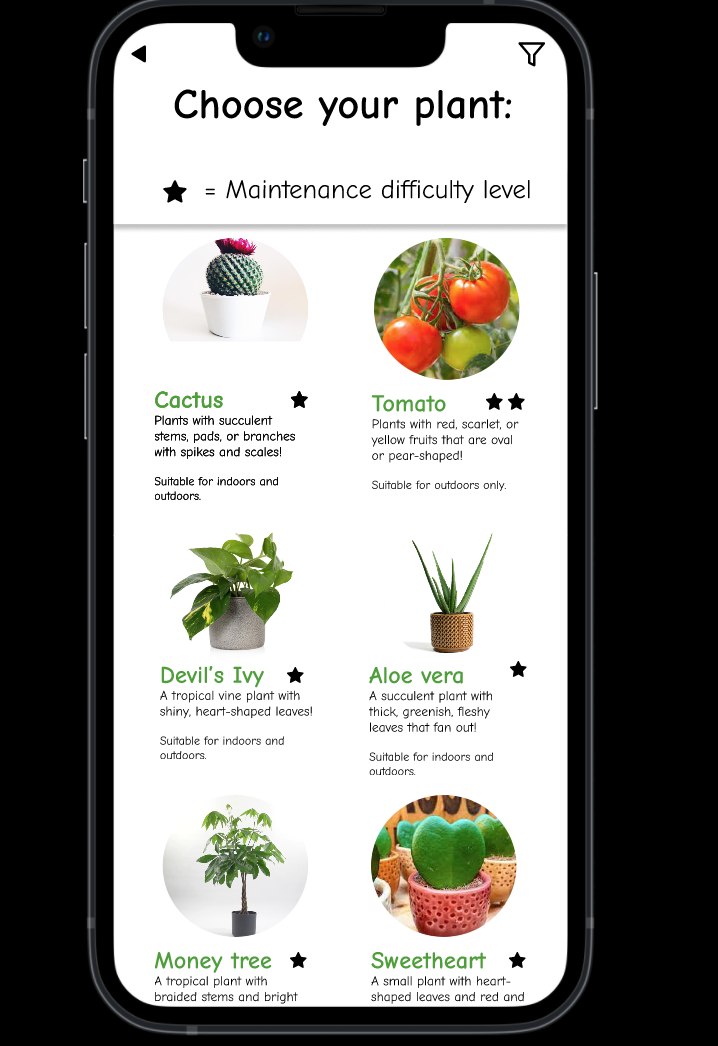 Choose your plant:
= Maintenance difficulty level
Cactus
Plants with succulent
stems, pads, or branches
with spikes and scales!
Suitable for indoors and
outdoors.
Tomato
Plants with red, scarlet, or
yellow fruits that are oval
or pear-shaped!
Suitable for outdoors only.
Devil's Ivy
A tropical vine plant with
shiny, heart-shaped leaves!
Suitable for indoors and
outdoors.
Aloe vera
A succulent plant with
thick, greenish, fleshy
leaves that fan out!
Suitable for indoors and
outdoors.
Money tree
A tropical plant with
braided stems and bright
Sweetheart
A small plant with heart-
shaped leaves and red and